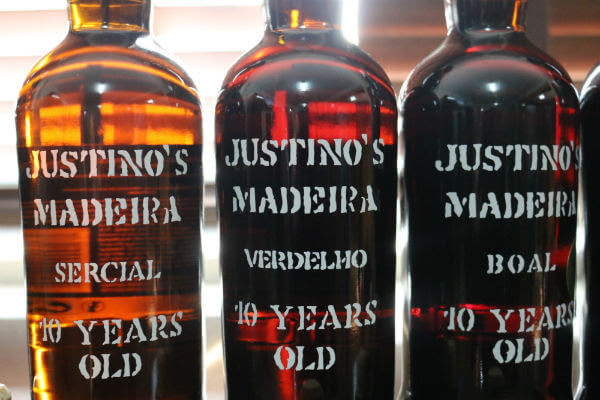 JUSTINO'S
MADEIRA
SERCIAL
10 YEARS
OLD
JUSTINO'S
MADEIRA
VERDELHO
10 YEARS
OLD
JUSTINO'S
MADEIRA
BOAL
10 YEARS
OLD